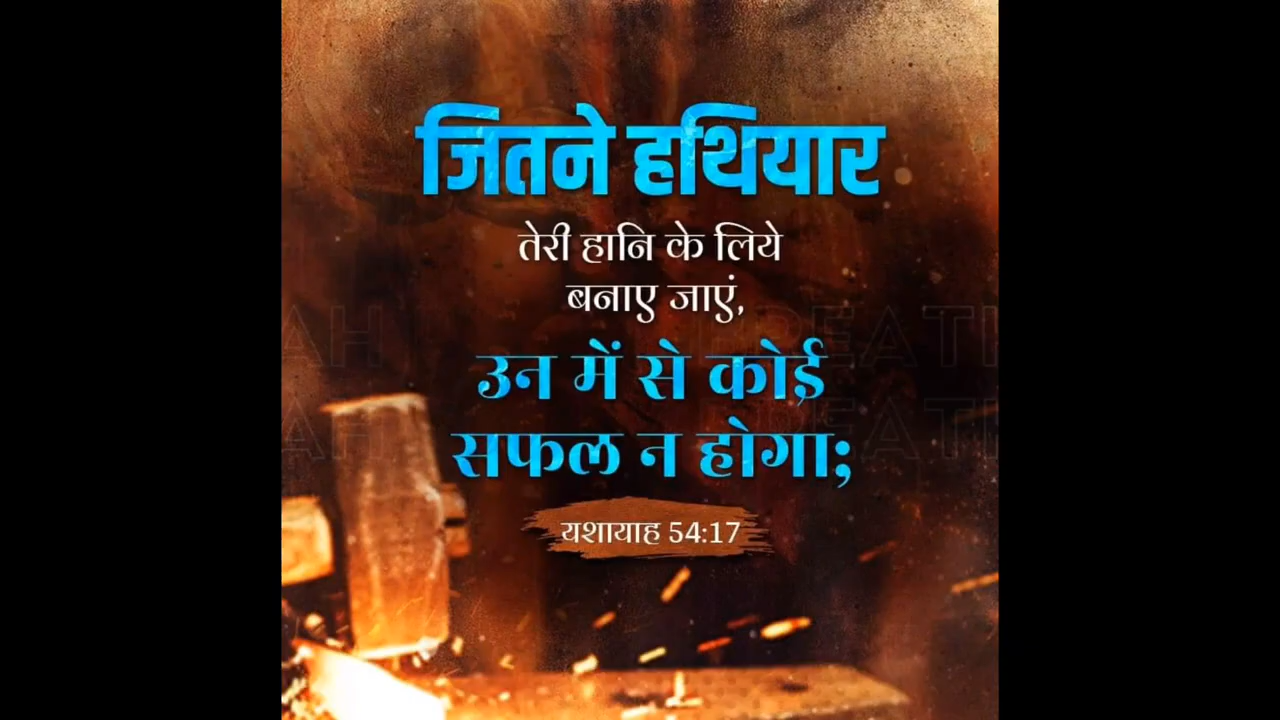 जितने हथियार
तेरी हानि के लिये
बनाए जाएं,
उन में से कोई
सफल न होगा;
यशायाह 54:17